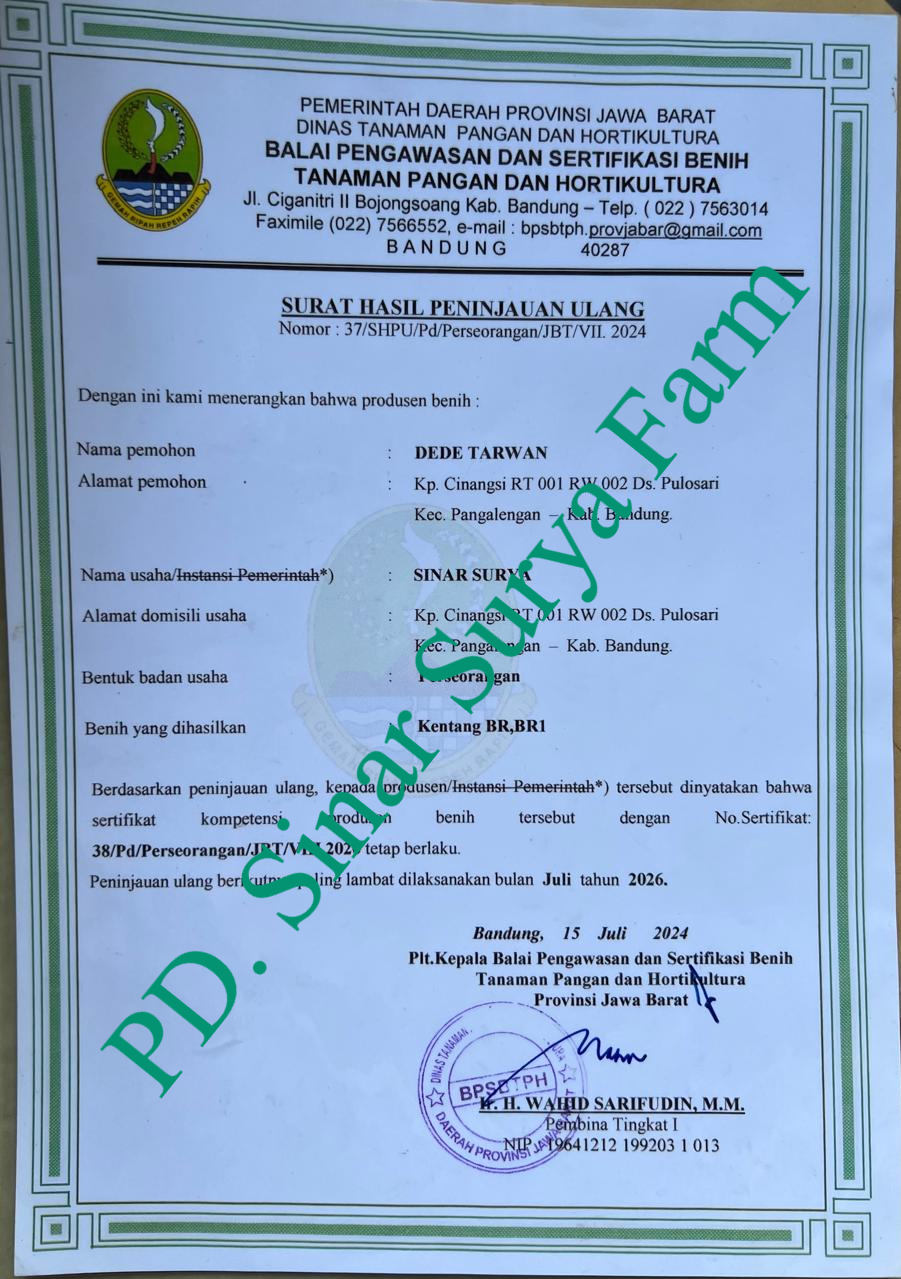 PEMERINTAH DAERAH PROVINSI JAWA BARAT
DINAS TANAMAN PANGAN DAN HORTIKULTURA
BALAI PENGAWASAN DAN SERTIFIKASI BENIH
TANAMAN PANGAN DAN HORTIKULTURA
Jl. Ciganitri II Bojongsoang Kab. Bandung – Telp. ( 022 ) 7563014
Faximile (022) 7566552, e-mail : bpsbtph.provjabar@gmail.com
BANDUNG 40287
GEMAH RIPAH REPEH RAPIH
SURAT HASIL PENINJAUAN ULANG
Nomor : 37/SHPU/Pd/Perseorangan/JBT/VII. 2024
Dengan ini kami menerangkan bahwa produsen benih :
Nama pemohon : DEDE TARWAN
Alamat pemohon : Kp. Cinangsi RT 001 RW 002 Ds. Pulosari
Kec. Pangalengan – Kab. Bandung.
Nama usaha/Instansi Pemerintah*) : SINAR SURYA
Alamat domisili usaha : Kp. Cinangsi RT 001 RW 002 Ds. Pulosari
Kec. Pangalengan – Kab. Bandung.
Bentuk badan usaha : Perseorangan
Benih yang dihasilkan : Kentang BR,BR1
Berdasarkan peninjauan ulang, kepada produsen/Instansi Pemerintah*) tersebut dinyatakan bahwa
sertifikat kompetensi produsen benih tersebut dengan No.Sertifikat:
tetap berlaku.
Peninjauan ulang berikutnya paling lambat dilaksanakan bulan Juli tahun 2026.
Bandung, 15 Juli 2024
Plt.Kepala Balai Pengawasan dan Sertifikasi Benih
Tanaman Pangan dan Hortikultura
Provinsi Jawa Barat
DINAS TANAMAN
BPSBTPH
DAERAH PROVINSI JAWA BARAT
Ir. H. WAHID SARIFUDIN, M.M.
Pembina Tingkat I
NIP. 19641212 199203 1 013
PD. Sinar Surya Farm